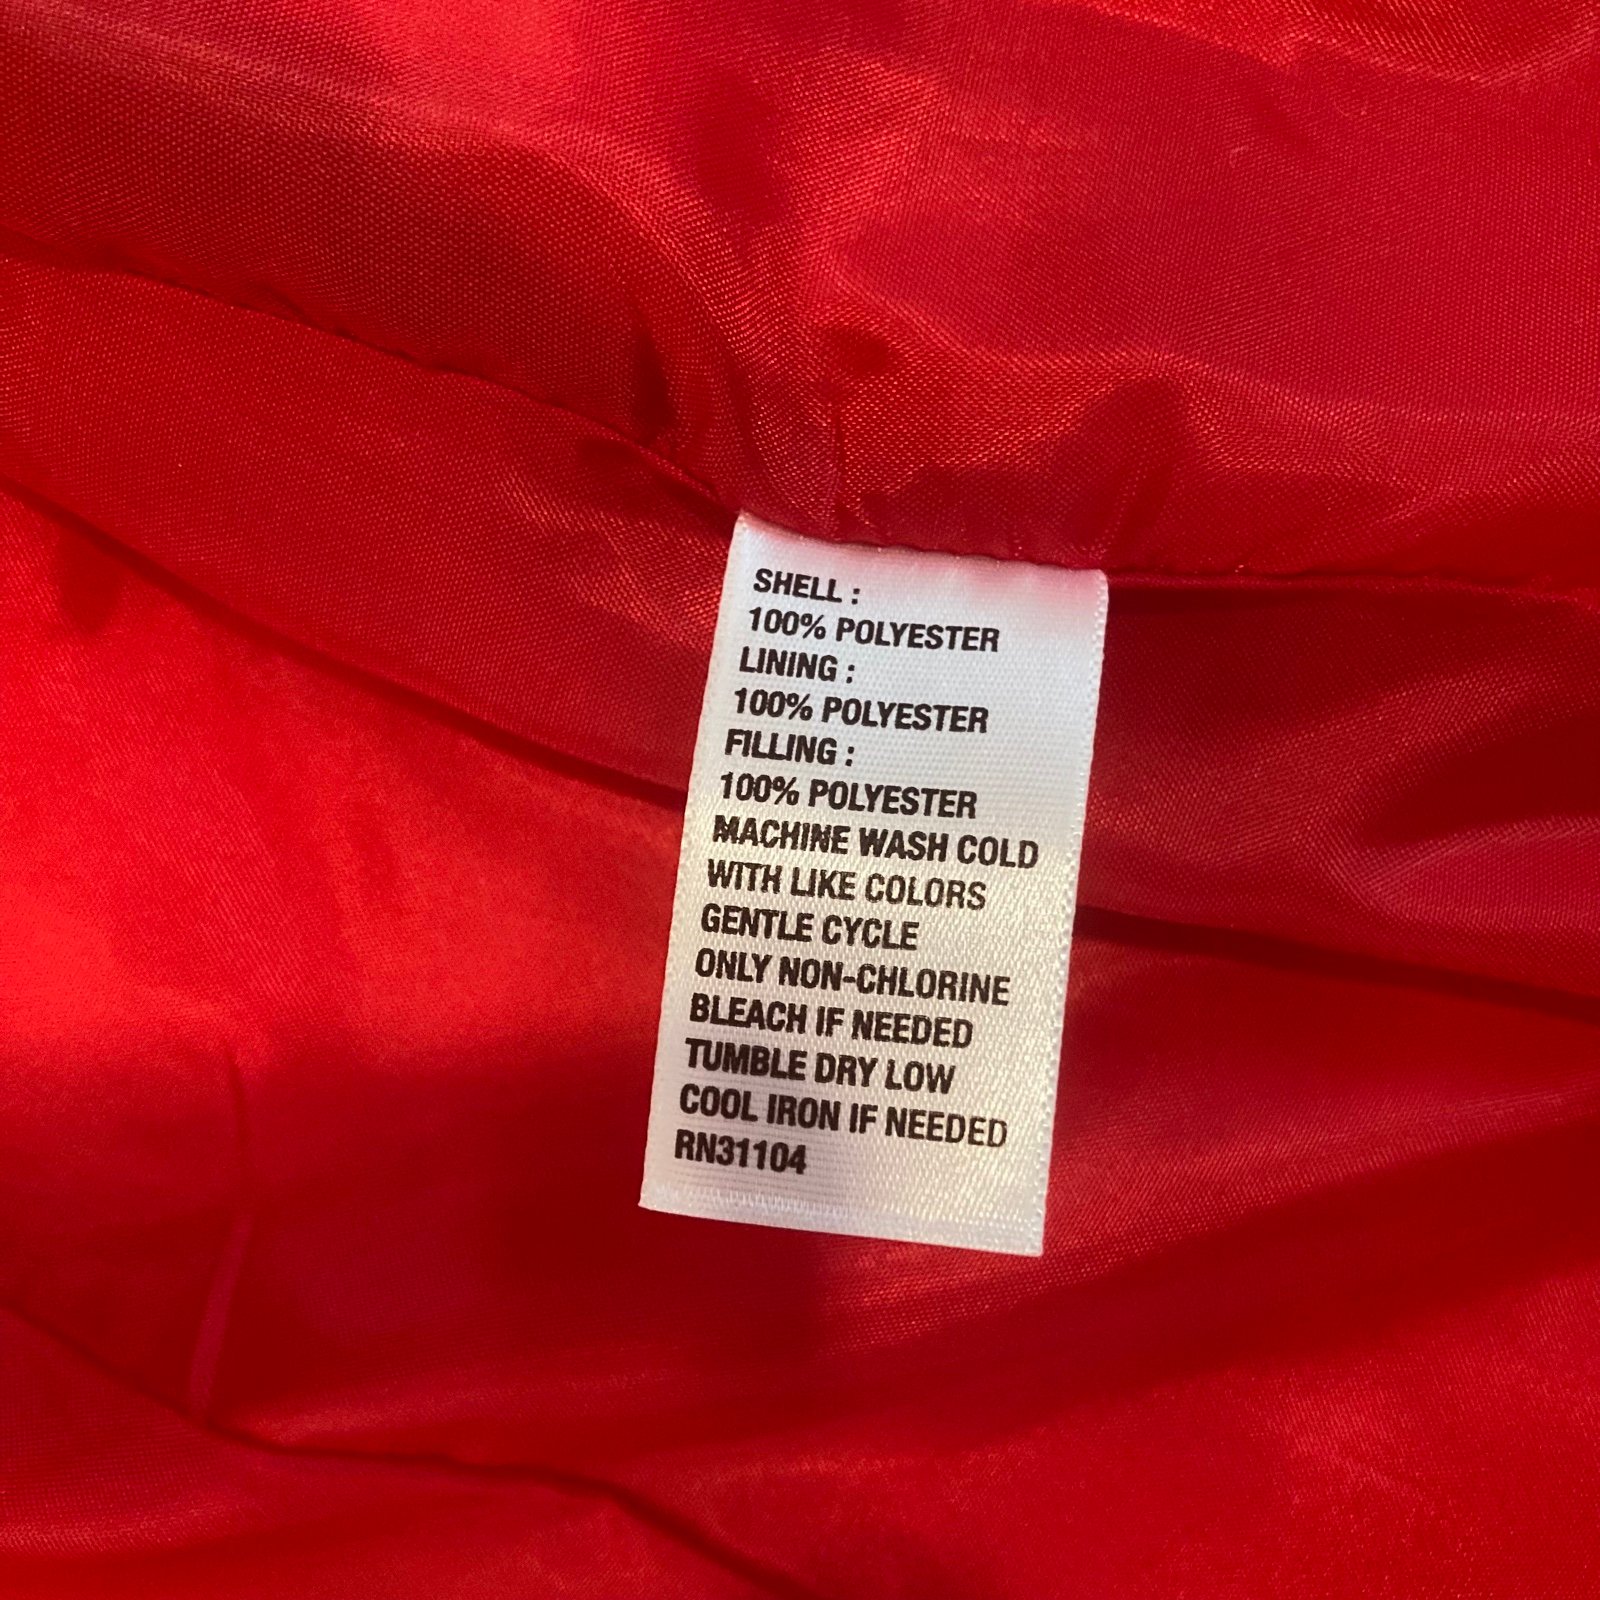 SHELL :
100% POLYESTER
LINING :
100% POLYESTER
FILLING :
100% POLYESTER
MACHINE WASH COLD
WITH LIKE COLORS
GENTLE CYCLE
ONLY NON-CHLORINE
BLEACH IF NEEDED
TUMBLE DRY LOW
COOL IRON IF NEEDED
RN31104